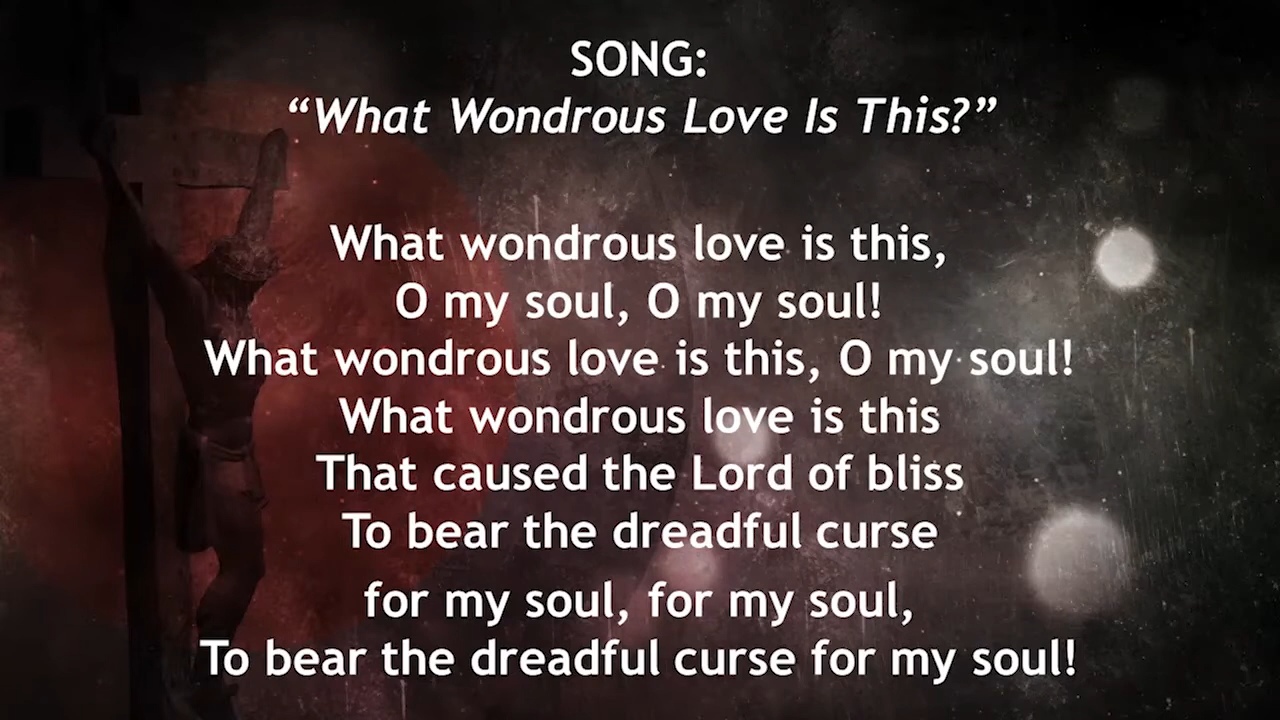 SONG:
“What Wondrous Love Is This?”
What wondrous love is this,
O my soul, O my soul!
What wondrous love is this, O my soul!
What wondrous love is this
That caused the Lord of bliss
To bear the dreadful curse
for my soul, for my soul,
To bear the dreadful curse for my soul!